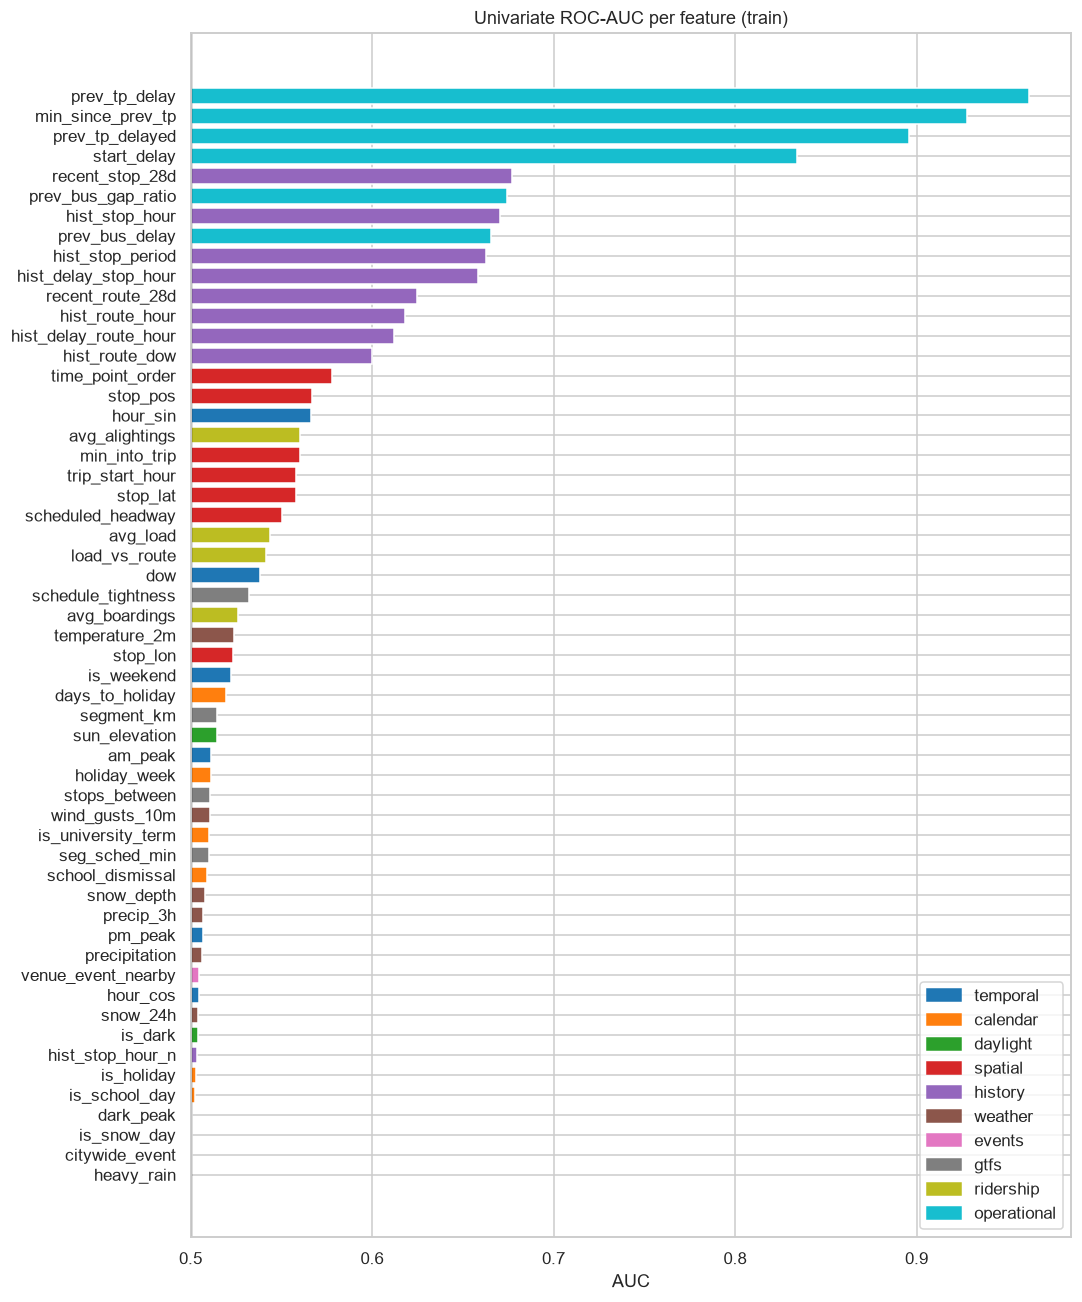 Univariate ROC-AUC per feature (train)
prev_tp_delay
min_since_prev_tp
prev_tp_delayed
start_delay
recent_stop_28d
prev_bus_gap_ratio
hist_stop_hour
prev_bus_delay
hist_stop_period
hist_delay_stop_hour
recent_route_28d
hist_route_hour
hist_delay_route_hour
hist_route_dow
time_point_order
stop_pos
hour_sin
avg_alightings
min_into_trip
trip_start_hour
stop_lat
scheduled_headway
avg_load
load_vs_route
dow
schedule_tightness
avg_boardings
temperature_2m
stop_lon
is_weekend
days_to_holiday
segment_km
sun_elevation
am_peak
holiday_week
stops_between
wind_gusts_10m
is_university_term
seg_sched_min
school_dismissal
snow_depth
precip_3h
pm_peak
precipitation
venue_event_nearby
hour_cos
snow_24h
is_dark
hist_stop_hour_n
is_holiday
is_school_day
dark_peak
is_snow_day
citywide_event
heavy_rain
temporal
calendar
daylight
spatial
history
weather
events
gtfs
ridership
operational
0.5 0.6 0.7 0.8 0.9
AUC